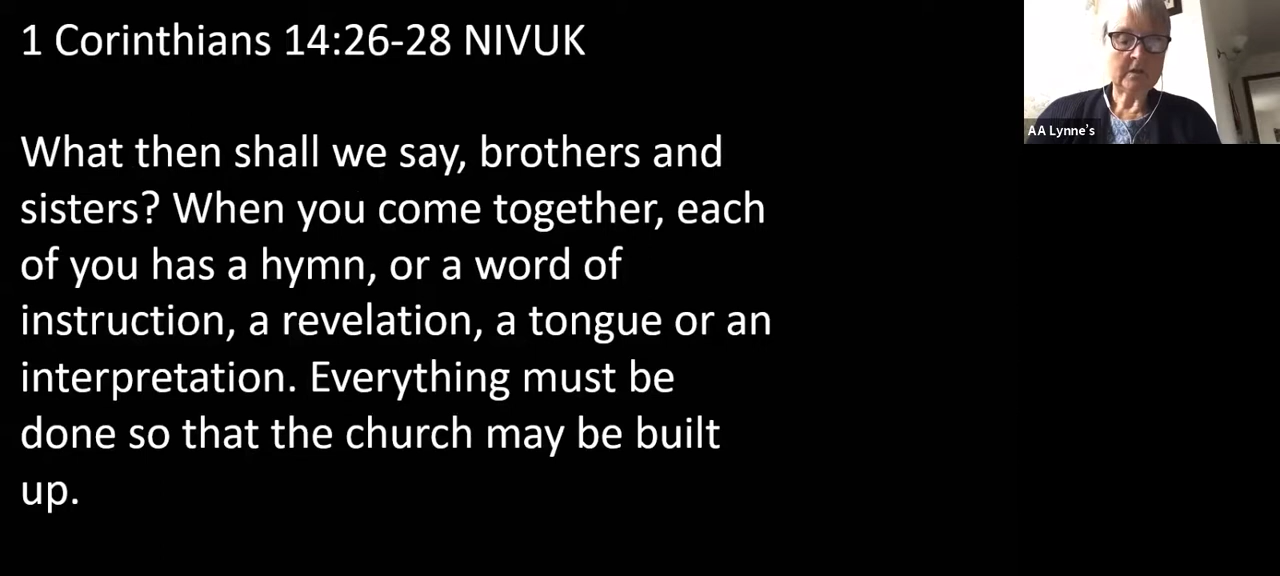 1 Corinthians 14:26-28 NIVUK
What then shall we say, brothers and
sisters? When you come together, each
of you has a hymn, or a word of
instruction, a revelation, a tongue or an
interpretation. Everything must be
done so that the church may be built
up.
AA Lynne's